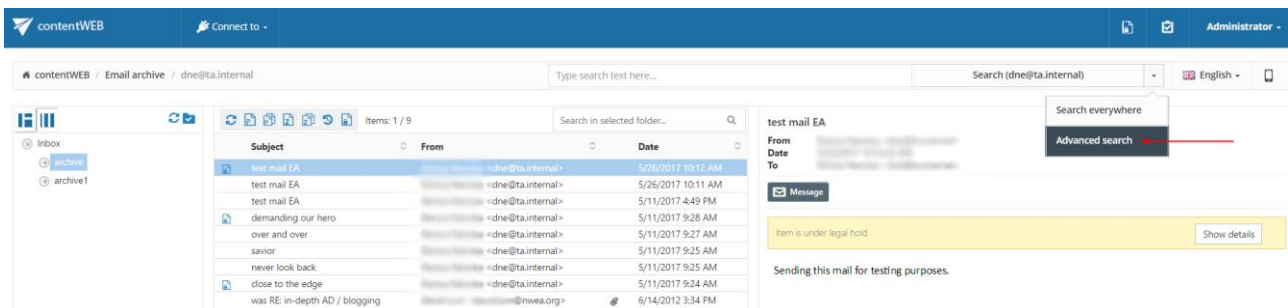 contentWEB
Connect to
Administrator
contentWEB / Email archive / dne@ta.internal
Type search text here...
Search (dne@ta.internal)
English
Search everywhere
Advanced search
Inbox
archive
archive1
Items: 1 / 9
Search in selected folder...
Subject From Date
test mail EA <dne@ta.internal> 5/26/2017 10:12 AM
test mail EA <dne@ta.internal> 5/26/2017 10:11 AM
test mail EA <dne@ta.internal> 5/11/2017 4:49 PM
demanding our hero <dne@ta.internal> 5/11/2017 9:28 AM
over and over <dne@ta.internal> 5/11/2017 9:27 AM
savior <dne@ta.internal> 5/11/2017 9:25 AM
never look back <dne@ta.internal> 5/11/2017 9:25 AM
close to the edge <dne@ta.internal> 5/11/2017 9:24 AM
was RE: in-depth AD / blogging @nwea.org> 6/14/2012 3:34 PM
test mail EA
From
Date
To
Message
Item is under legal hold
Show details
Sending this mail for testing purposes.